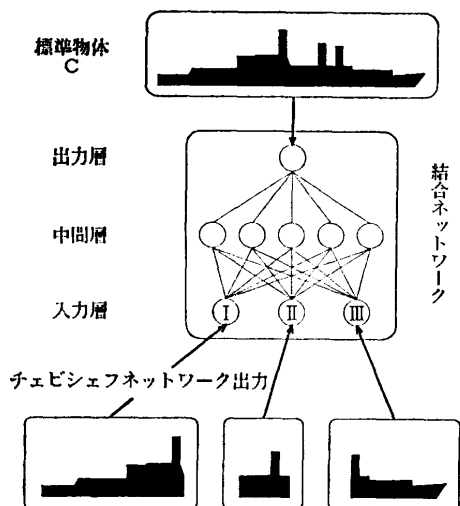 標準物体
C
出力層
中間層
入力層
I
II
III
結合ネットワーク
チェビシェフネットワーク出力